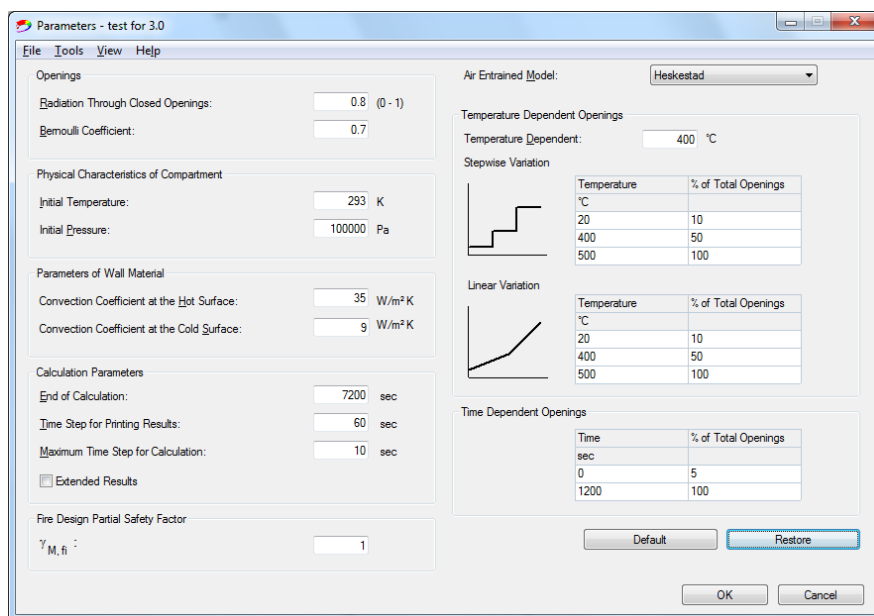 Parameters - test for 3.0
File Tools View Help
Openings
Radiation Through Closed Openings: 0.8 (0 - 1)
Bernoulli Coefficient: 0.7
Physical Characteristics of Compartment
Initial Temperature: 293 K
Initial Pressure: 100000 Pa
Parameters of Wall Material
Convection Coefficient at the Hot Surface: 35 W/m² K
Convection Coefficient at the Cold Surface: 9 W/m² K
Calculation Parameters
End of Calculation: 7200 sec
Time Step for Printing Results: 60 sec
Maximum Time Step for Calculation: 10 sec
Extended Results
Fire Design Partial Safety Factor
γ M, fi : 1
Air Entrained Model: Heskestad
Temperature Dependent Openings
Temperature Dependent: 400 °C
Stepwise Variation
Temperature % of Total Openings
°C
20 10
400 50
500 100
Linear Variation
Temperature % of Total Openings
°C
20 10
400 50
500 100
Time Dependent Openings
Time % of Total Openings
sec
0 5
1200 100
Default Restore
OK Cancel